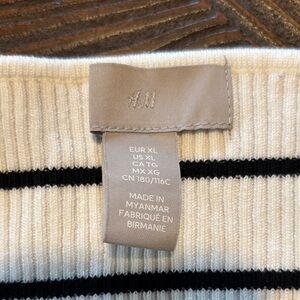 H&M
EUR XL
US XL
CA TG
MX XG
CN 180/116C
MADE IN
MYANMAR
FABRIQUÉ EN
BIRMANIE